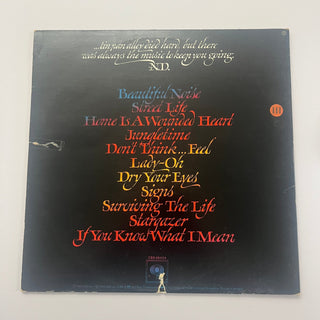 ...tin pan alley died hard, but there
was always the music to keep you going.
N.D.
Beautiful Noise
Street Life
Home Is A Wounded Heart
Jungletime
Don't Think...Feel
Lady-Oh
Dry Your Eyes
Signs
Surviving The Life
Stargazer
If You Know What I Mean